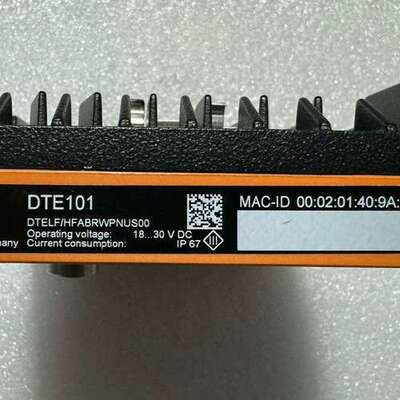 DTE101
MAC-ID 00:02:01:40:9A:
DTELF/HFABRWPNUS00
Operating voltage: 18...30 V DC
Current consumption: IP 67 III